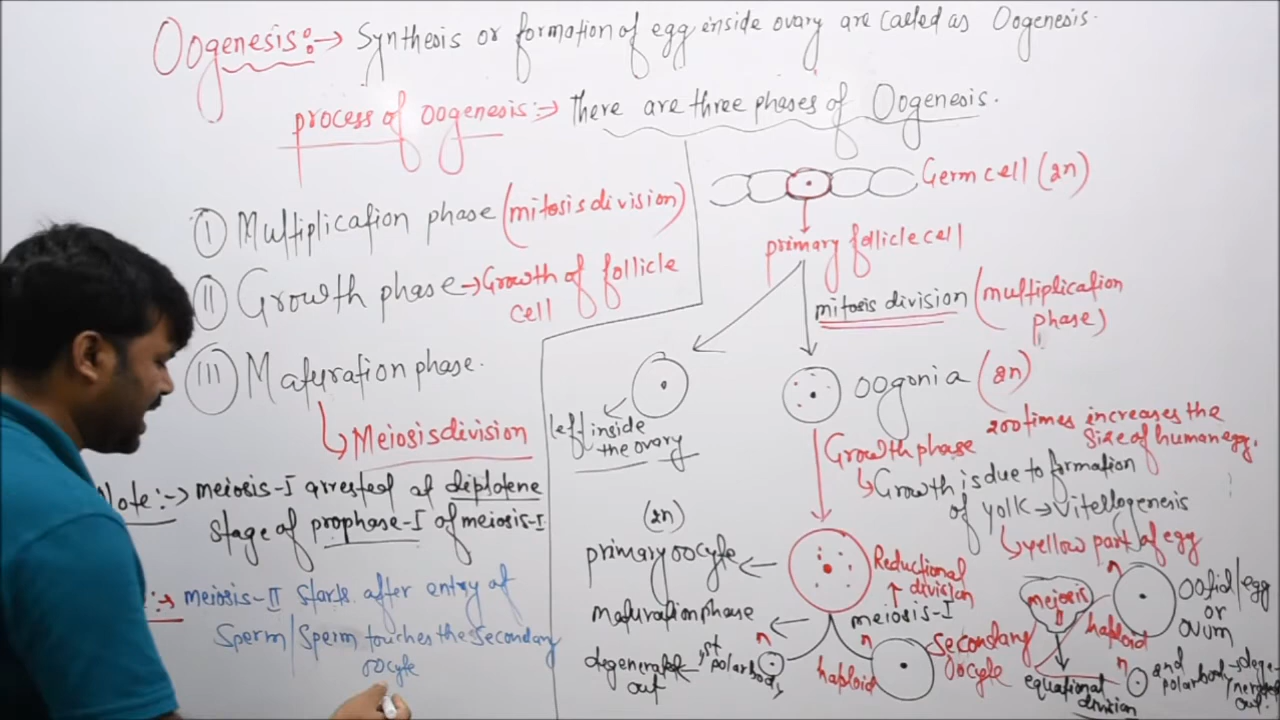 Oogenesis:→ Synthesis or formation of egg inside ovary are called as Oogenesis.
process of oogenesis:→ There are three phases of Oogenesis.
I Multiplication phase (mitosis division)
II Growth phase → Growth of follicle
cell
III Maturation phase.
Meiosis division
Note:→ meiosis-I arrested at diplotene
stage of prophase-I of meiosis-I
:→ meiosis-II starts after entry of
Sperm/Sperm touches the secondary
oocyte
Germ cell (2n)
primary follicle cell
mitosis division (multiplication
phase)
left inside
the ovary
oogonia (2n)
200 times increases the
size of human egg.
Growth phase
Growth is due to formation
of yolk → vitellogenesis
yellow part of egg
(2n)
primary oocyte
Reductional
division
meiosis-I
maturation phase
n
degenerated
out
1st polar body
n
haploid
Secondary
oocyte
meiosis
II
haploid
n
ootid/egg
or
ovum
equational
division
n
2nd
polar body → dege-
nerated
out.